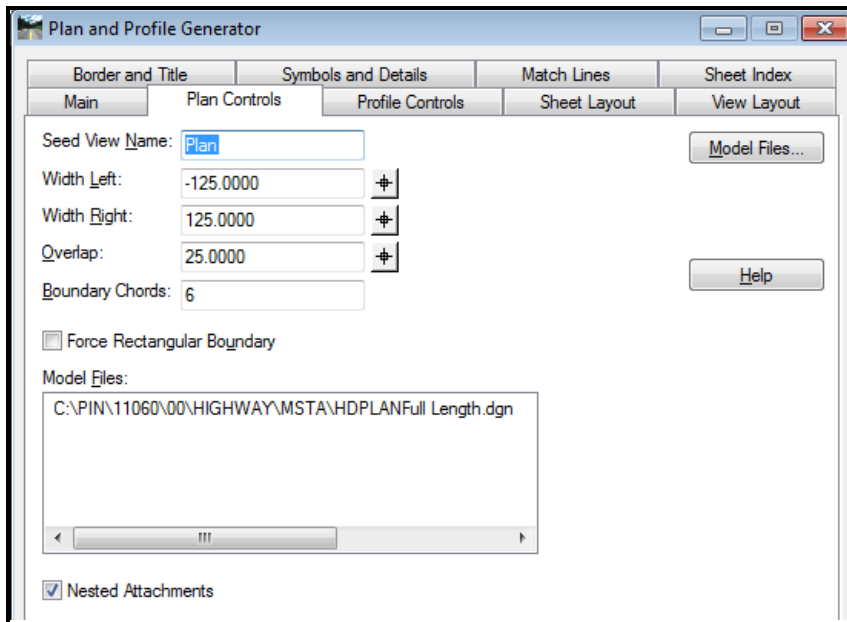 Plan and Profile Generator
Border and Title Symbols and Details Match Lines Sheet Index
Main Plan Controls Profile Controls Sheet Layout View Layout
Seed View Name: Plan Model Files...
Width Left: -125.0000
Width Right: 125.0000
Overlap: 25.0000
Help
Boundary Chords: 6
Force Rectangular Boundary
Model Files:
C:\PIN\11060\00\HIGHWAY\MSTA\HDPLANFull Length.dgn
Nested Attachments